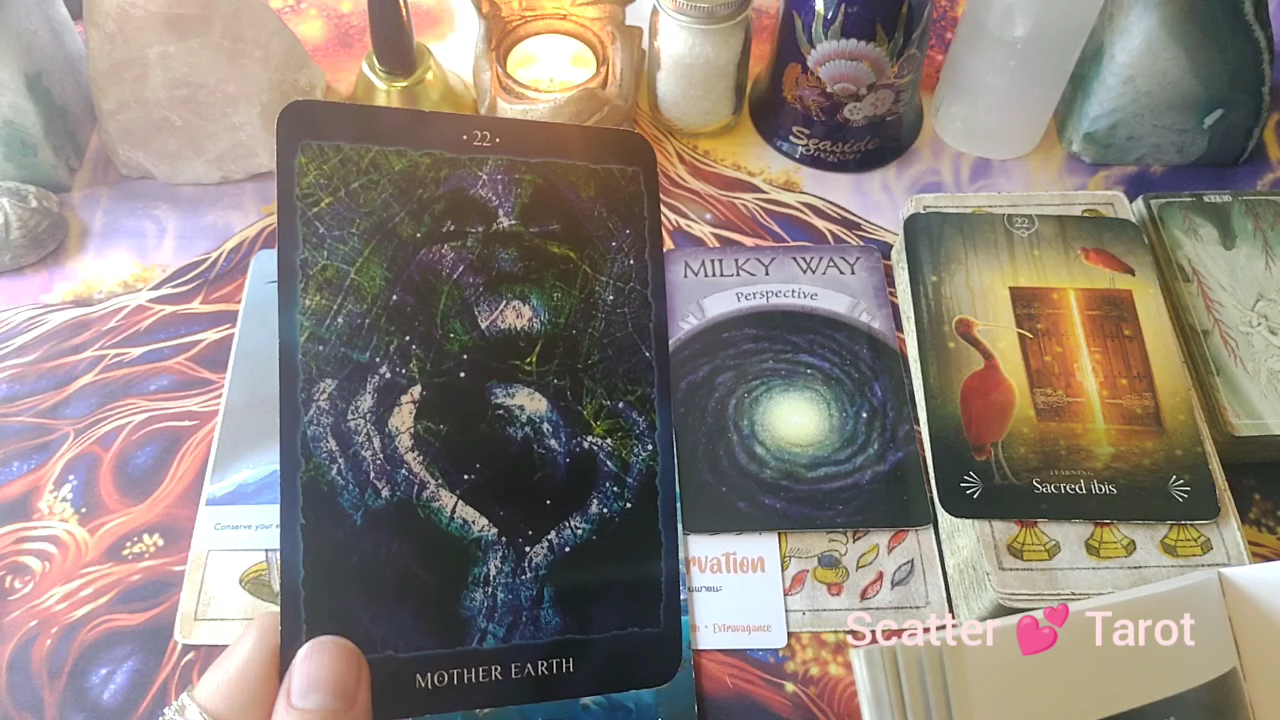 · 22 ·
MOTHER EARTH
MILKY WAY
Perspective
22
LEARNING
Sacred ibis
Seaside
Oregon
Conserve your e
rvation
h • Extravagance
Scatter 💕 Tarot